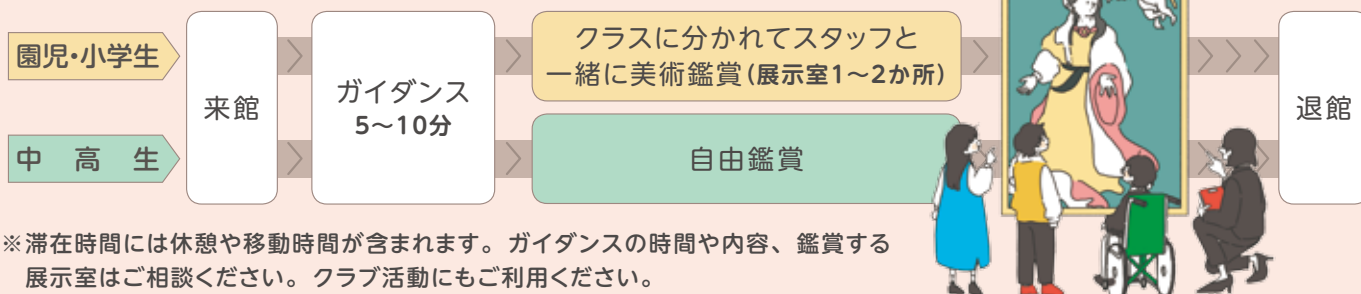 園児・小学生
中高生
来館
ガイダンス
5〜10分
クラスに分かれてスタッフと
一緒に美術鑑賞(展示室1〜2か所)
自由鑑賞
退館
※滞在時間には休憩や移動時間が含まれます。ガイダンスの時間や内容、鑑賞する
展示室はご相談ください。クラブ活動にもご利用ください。